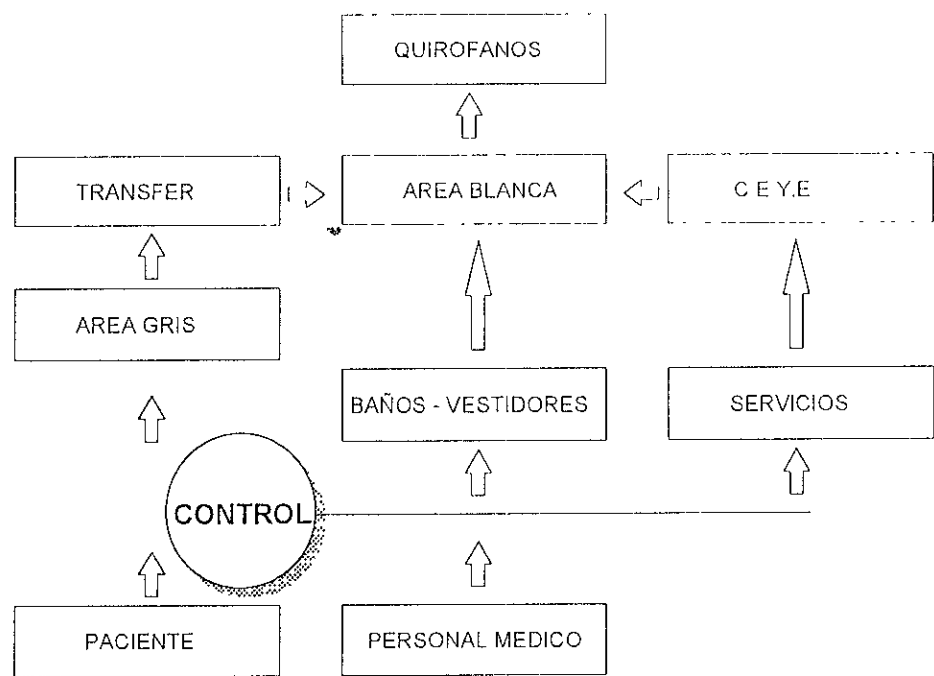 QUIROFANOS
TRANSFER
AREA BLANCA
C E Y.E
AREA GRIS
BAÑOS - VESTIDORES
SERVICIOS
CONTROL
PACIENTE
PERSONAL MEDICO